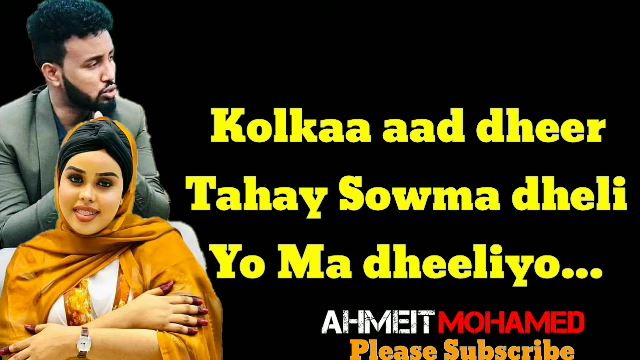 Kolkaa aad dheer
Tahay Sowma dheli
Yo Ma dheeliyo...
AHMEIT MOHAMED
Please Subscribe